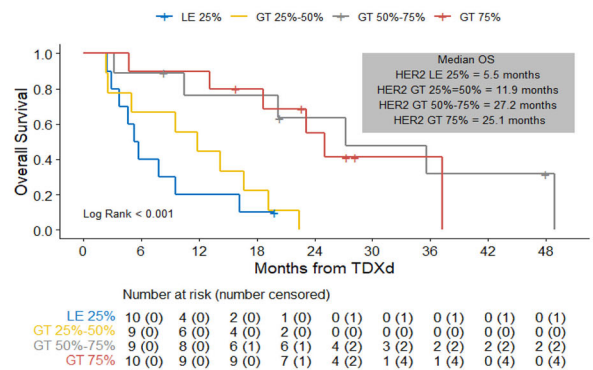 LE 25% GT 25%-50% GT 50%-75% GT 75%
Median OS
HER2 LE 25% = 5.5 months
HER2 GT 25%=50% = 11.9 months
HER2 GT 50%-75% = 27.2 months
HER2 GT 75% = 25.1 months
Overall Survival
1.0
0.8
0.6
0.4
0.2
0.0
Log Rank < 0.001
0 6 12 18 24 30 36 42 48
Months from TDXd
Number at risk (number censored)
LE 25% 10 (0) 4 (0) 2 (0) 1 (0) 0 (1) 0 (1) 0 (1) 0 (1) 0 (1)
GT 25%-50% 9 (0) 6 (0) 4 (0) 2 (0) 0 (0) 0 (0) 0 (0) 0 (0) 0 (0)
GT 50%-75% 9 (0) 8 (0) 6 (1) 6 (1) 4 (2) 3 (2) 2 (2) 2 (2) 2 (2)
GT 75% 10 (0) 9 (0) 9 (0) 7 (1) 4 (2) 1 (4) 1 (4) 0 (4) 0 (4)